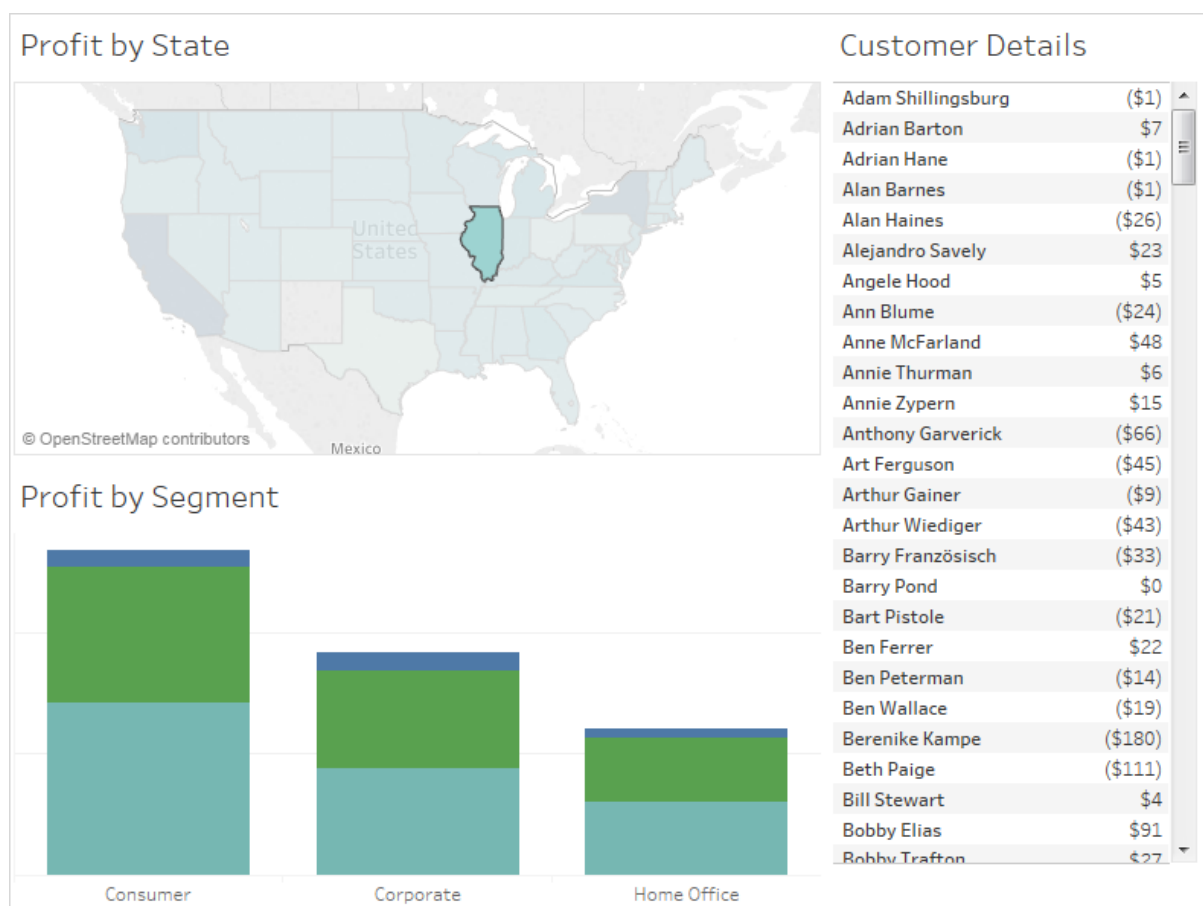 Profit by State
United
States
© OpenStreetMap contributors
Mexico
Profit by Segment
Consumer
Corporate
Home Office
Customer Details
Adam Shillingsburg ($1)
Adrian Barton $7
Adrian Hane ($1)
Alan Barnes ($1)
Alan Haines ($26)
Alejandro Savely $23
Angele Hood $5
Ann Blume ($24)
Anne McFarland $48
Annie Thurman $6
Annie Zypern $15
Anthony Garverick ($66)
Art Ferguson ($45)
Arthur Gainer ($9)
Arthur Wiediger ($43)
Barry Französisch ($33)
Barry Pond $0
Bart Pistole ($21)
Ben Ferrer $22
Ben Peterman ($14)
Ben Wallace ($19)
Berenike Kampe ($180)
Beth Paige ($111)
Bill Stewart $4
Bobby Elias $91
Bobby Trafton $27